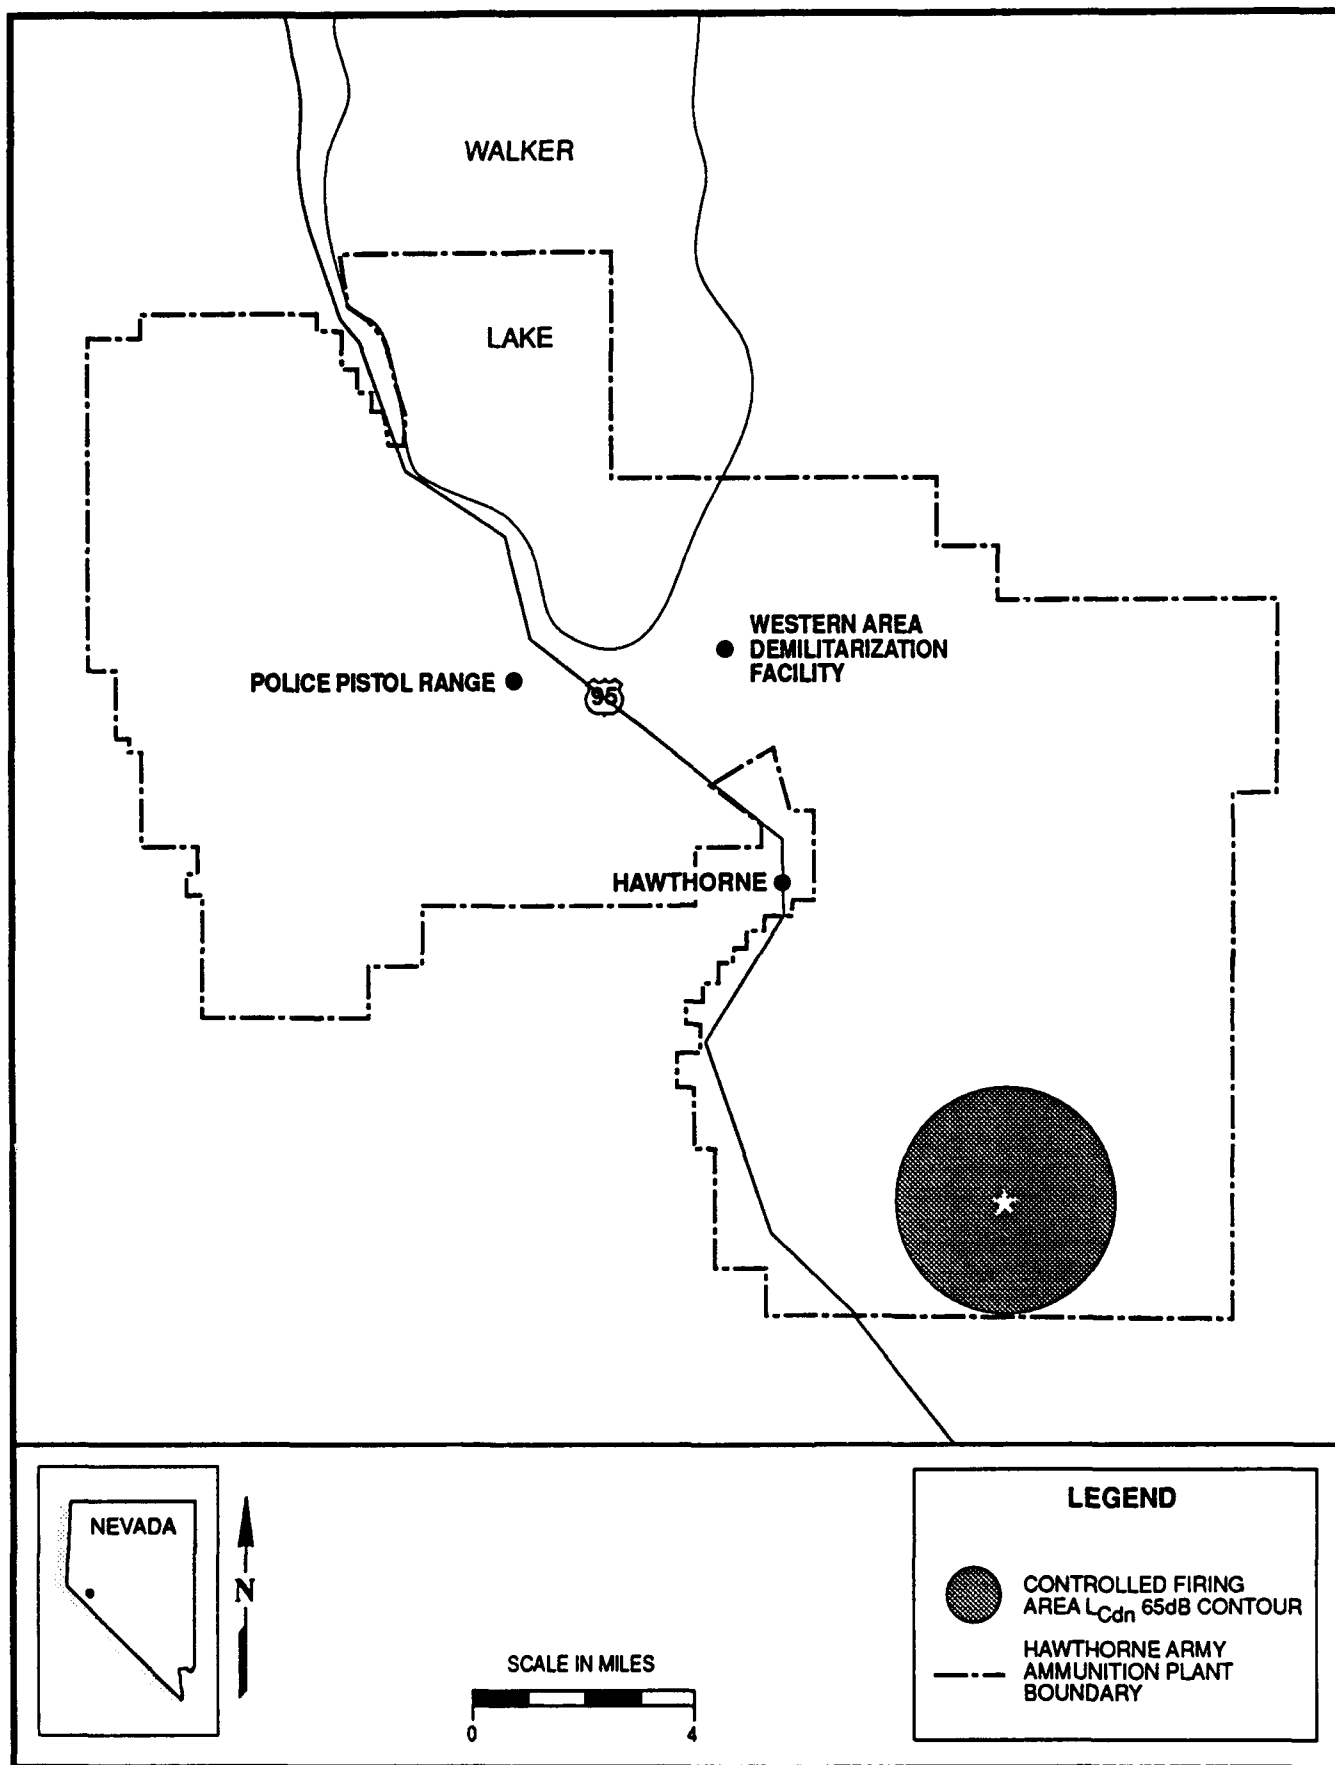 WALKER
LAKE
WESTERN AREA
DEMILITARIZATION
FACILITY
POLICE PISTOL RANGE
95
HAWTHORNE
NEVADA
N
SCALE IN MILES
0 4
LEGEND
CONTROLLED FIRING
AREA LCdn 65dB CONTOUR
HAWTHORNE ARMY
AMMUNITION PLANT
BOUNDARY